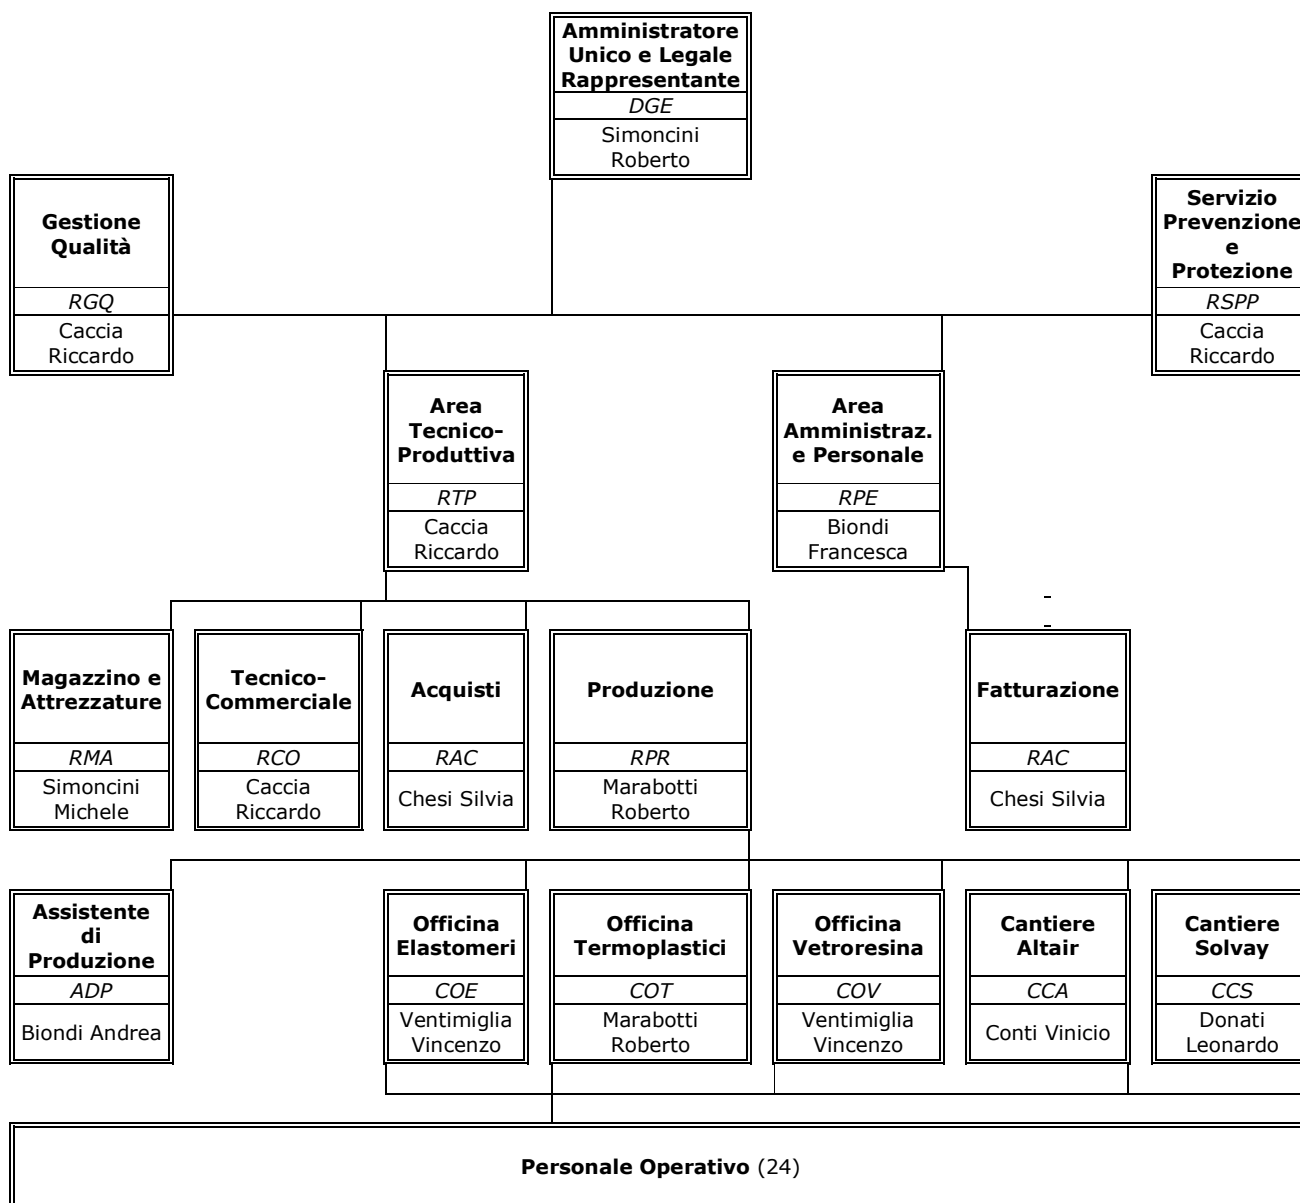 Amministratore
Unico e Legale
Rappresentante
DGE
Simoncini
Roberto
Gestione
Qualità
RGQ
Caccia
Riccardo
Servizio
Prevenzione
e
Protezione
RSPP
Caccia
Riccardo
Area
Tecnico-
Produttiva
RTP
Caccia
Riccardo
Area
Amministraz.
e Personale
RPE
Biondi
Francesca
-
-
Magazzino e
Attrezzature
RMA
Simoncini
Michele
Tecnico-
Commerciale
RCO
Caccia
Riccardo
Acquisti
RAC
Chesi Silvia
Produzione
RPR
Marabotti
Roberto
Fatturazione
RAC
Chesi Silvia
Assistente
di
Produzione
ADP
Biondi Andrea
Officina
Elastomeri
COE
Ventimiglia
Vincenzo
Officina
Termoplastici
COT
Marabotti
Roberto
Officina
Vetroresina
COV
Ventimiglia
Vincenzo
Cantiere
Altair
CCA
Conti Vinicio
Cantiere
Solvay
CCS
Donati
Leonardo
Personale Operativo (24)